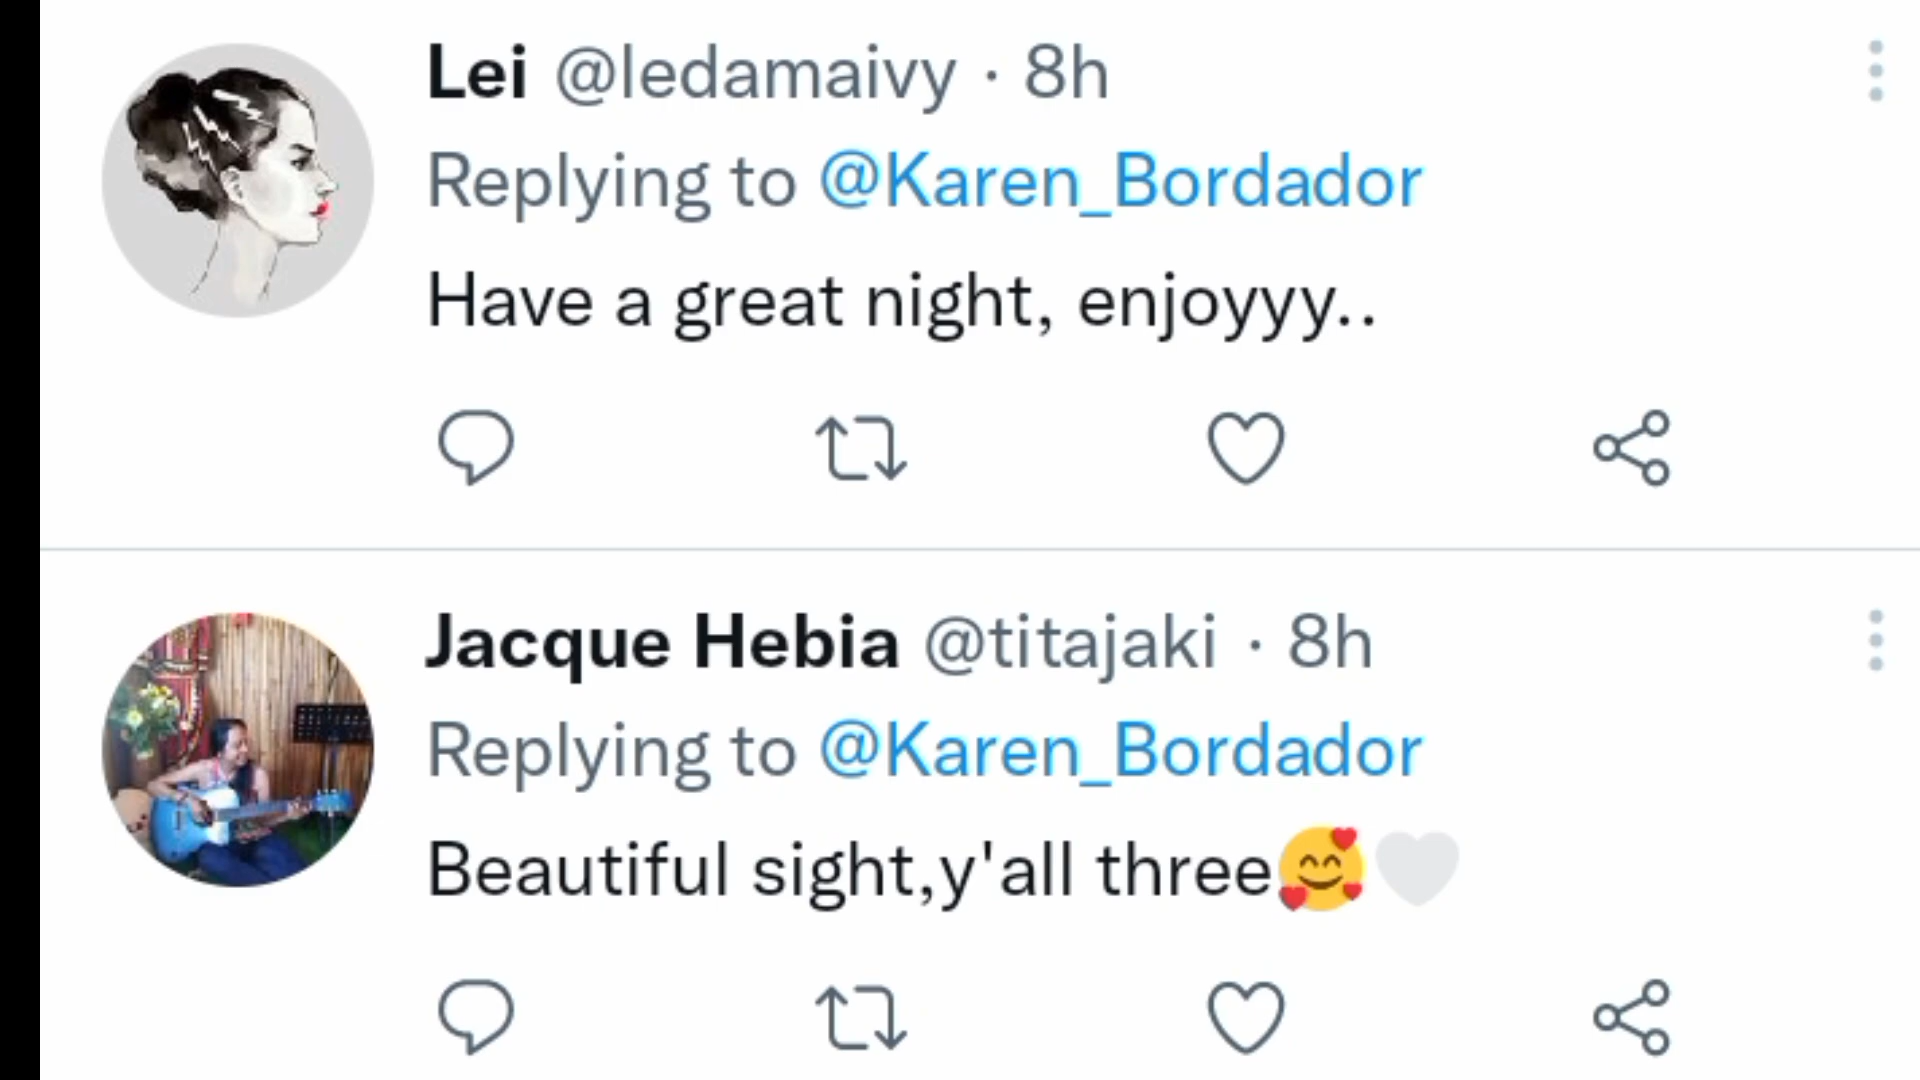 Lei @ledamaivy · 8h
Replying to @Karen_Bordador
Have a great night, enjoyyy..
Jacque Hebia @titajaki · 8h
Replying to @Karen_Bordador
Beautiful sight,y'all three🥰🤍